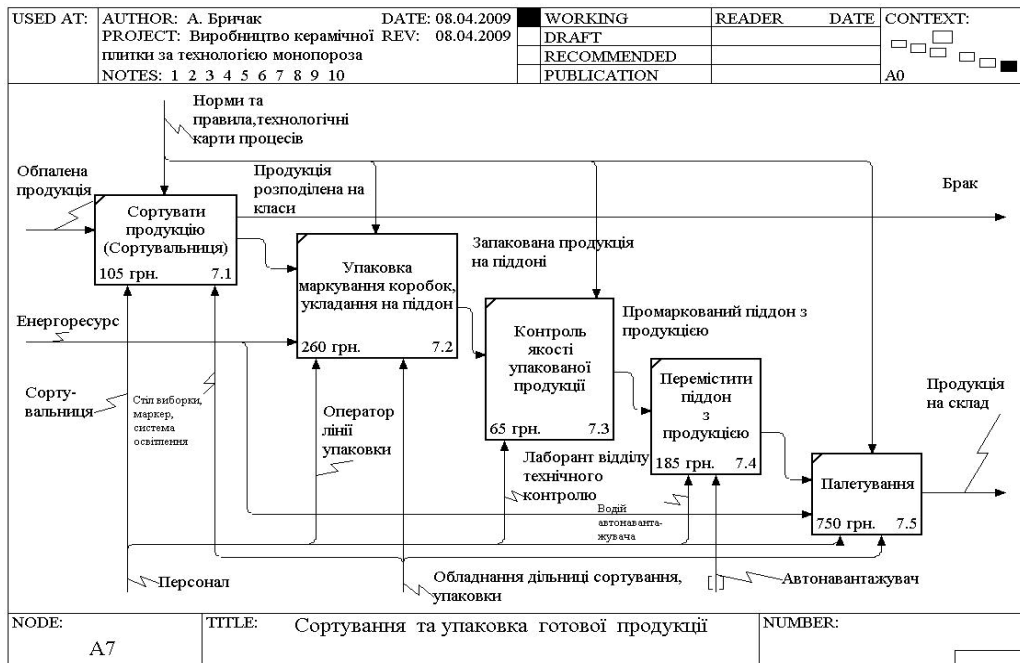 USED AT:
AUTHOR: А. Бричак
DATE: 08.04.2009
PROJECT: Виробництво керамічної
REV: 08.04.2009
плитки за технологією монопороза
NOTES: 1 2 3 4 5 6 7 8 9 10
WORKING
DRAFT
RECOMMENDED
PUBLICATION
READER
DATE
CONTEXT:
A0
Норми та
правила,технологічні
карти процесів
Обпалена
продукція
Продукція
розподілена на
класи
Брак
Сортувати
продукцію
(Сортувальниця)
105 грн.
7.1
Запакована продукція
на піддоні
Упаковка
маркування коробок,
укладання на піддон
260 грн.
7.2
Енергоресурс
Промаркований піддон з
продукцією
Контроль
якості
упакованої
продукції
65 грн.
7.3
Сорту-
вальниця
Стіл виборки,
маркер,
система
освітлення
Оператор
лінії
упаковки
Перемістити
піддон
з
продукцією
185 грн.
7.4
Продукція
на склад
Лаборант відділу
технічного
контролю
Водій
автонаванта-
жувача
Палетування
750 грн.
7.5
Персонал
Обладнання дільниці сортування,
упаковки
Автонавантажувач
NODE:
A7
TITLE:
Сортування та упаковка готової продукції
NUMBER: